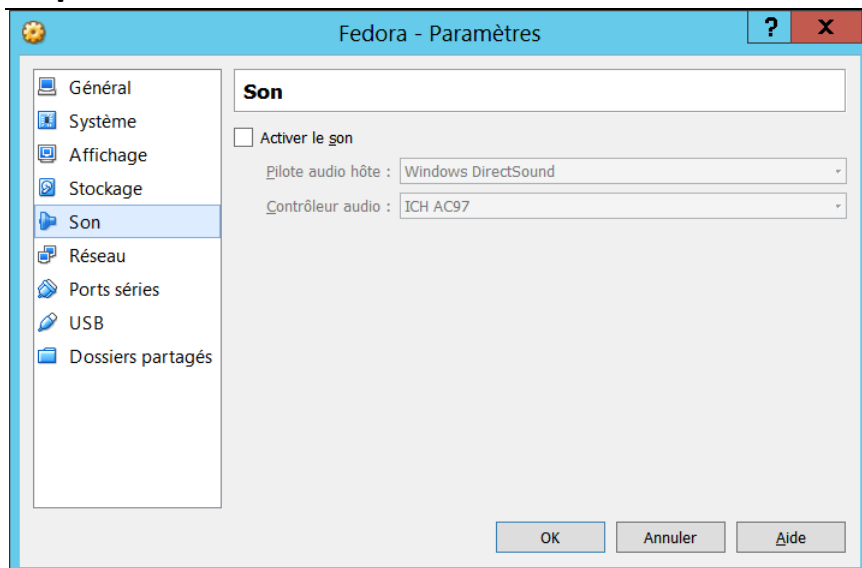 Fedora - Paramètres
? x
Général
Système
Affichage
Stockage
Son
Réseau
Ports séries
USB
Dossiers partagés
Son
Activer le son
Pilote audio hôte : Windows DirectSound
Contrôleur audio : ICH AC97
OK Annuler Aide